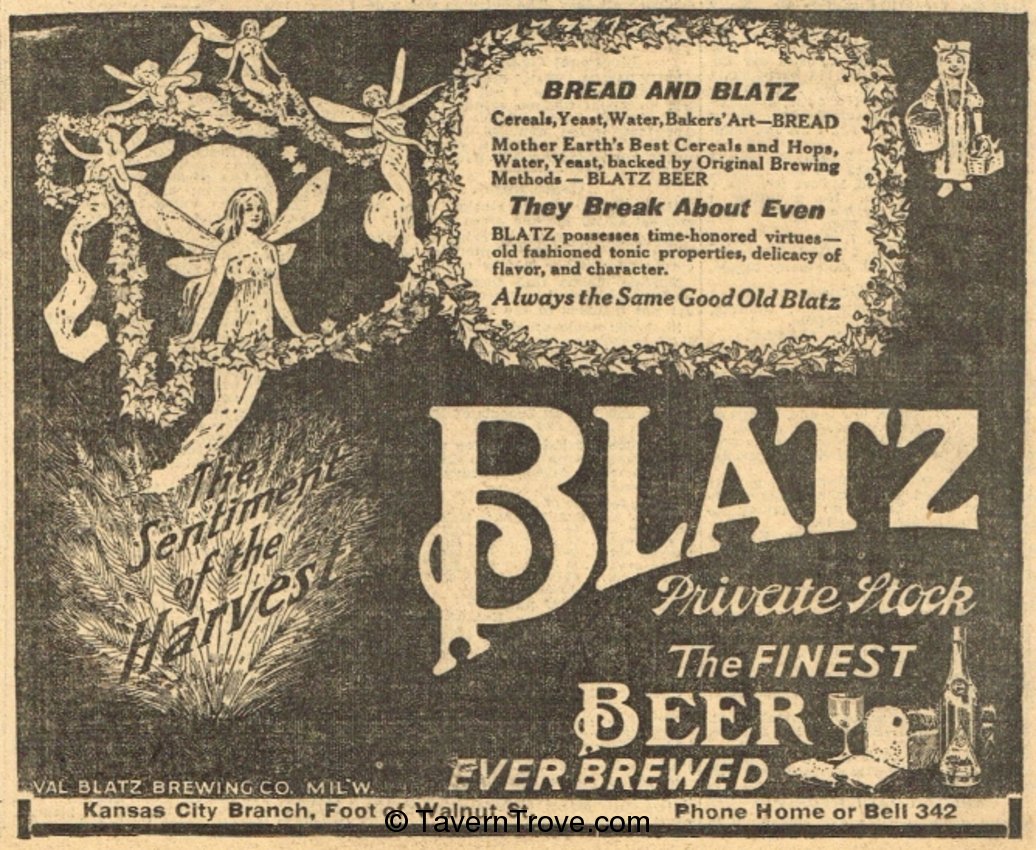 BREAD AND BLATZ
Cereals, Yeast, Water, Bakers' Art—BREAD
Mother Earth's Best Cereals and Hops,
Water, Yeast, backed by Original Brewing
Methods — BLATZ BEER
They Break About Even
BLATZ possesses time-honored virtues—
old fashioned tonic properties, delicacy of
flavor, and character.
Always the Same Good Old Blatz
The
Sentiment
of the
Harvest
BLATZ
Private Stock
The FINEST
BEER
EVER BREWED
VAL BLATZ BREWING CO. MIL'W.
Kansas City Branch, Foot of Walnut St.
Phone Home or Bell 342
© TavernTrove.com